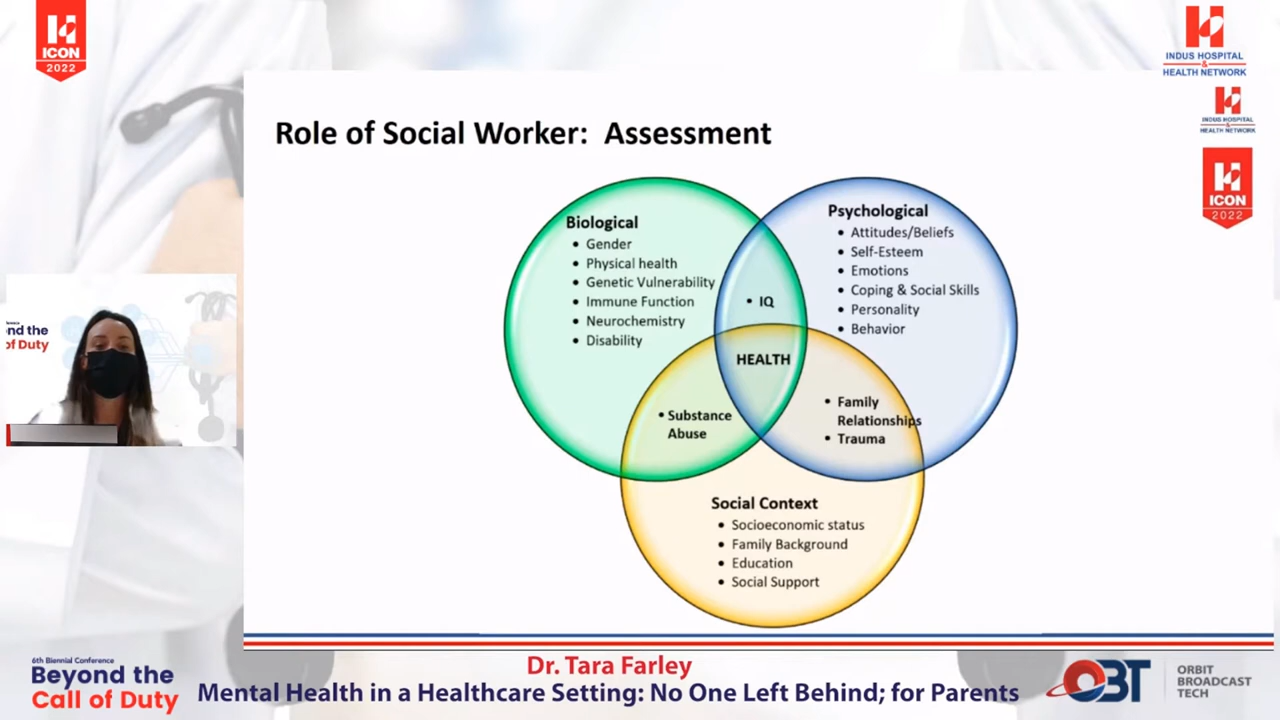 ICON
2022
INDUS HOSPITAL
&
HEALTH NETWORK
INDUS HOSPITAL
&
HEALTH NETWORK
ICON
2022
Role of Social Worker:  Assessment
Biological
• Gender
• Physical health
• Genetic Vulnerability
• Immune Function
• Neurochemistry
• Disability
Psychological
• Attitudes/Beliefs
• Self-Esteem
• Emotions
• Coping & Social Skills
• Personality
• Behavior
• IQ
HEALTH
• Substance
Abuse
• Family
Relationships
• Trauma
Social Context
• Socioeconomic status
• Family Background
• Education
• Social Support
nd the
of Duty
6th Biennial Conference
Beyond the
Call of Duty
Dr. Tara Farley
Mental Health in a Healthcare Setting: No One Left Behind; for Parents
OBT
ORBIT
BROADCAST
TECH